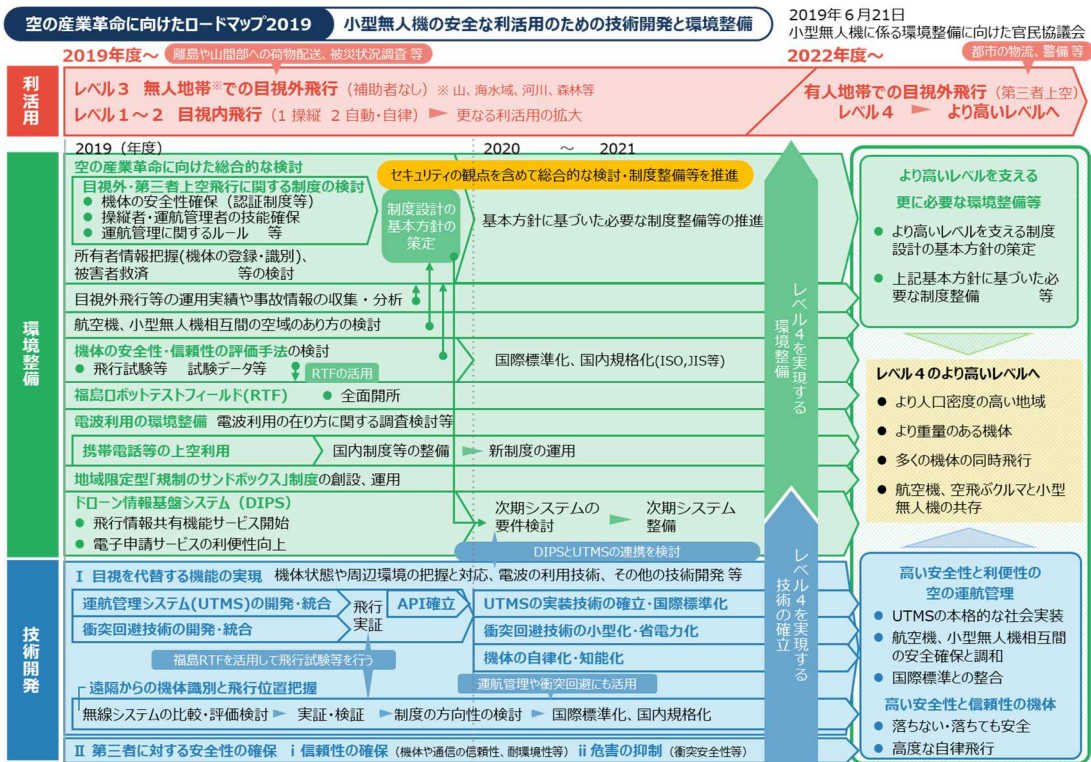 空の産業革命に向けたロードマップ2019 小型無人機の安全な利活用のための技術開発と環境整備
2019年6月21日
小型無人機に係る環境整備に向けた官民協議会
2019年度～
離島や山間部への荷物配送、被災状況調査 等
2022年度～
都市の物流、警備 等
利活用
レベル3 無人地帯※での目視外飛行（補助者なし）※ 山、海水域、河川、森林等
レベル1～2 目視内飛行（1 操縦 2 自動・自律） 更なる利活用の拡大
有人地帯での目視外飛行（第三者上空）
レベル4 より高いレベルへ
環境整備
2019（年度）
2020 ～ 2021
空の産業革命に向けた総合的な検討
セキュリティの観点を含めて総合的な検討・制度整備等を推進
目視外・第三者上空飛行に関する制度の検討
● 機体の安全性確保（認証制度等）
● 操縦者・運航管理者の技能確保
● 運航管理に関するルール 等
制度設計の
基本方針の
策定
基本方針に基づいた必要な制度整備等の推進
所有者情報把握(機体の登録・識別)、
被害者救済 等の検討
目視外飛行等の運用実績や事故情報の収集・分析
航空機、小型無人機相互間の空域のあり方の検討
機体の安全性・信頼性の評価手法の検討
● 飛行試験等 試験データ等
RTFの活用
国際標準化、国内規格化(ISO,JIS等)
福島ロボットテストフィールド(RTF) ● 全面開所
電波利用の環境整備 電波利用の在り方に関する調査検討等
携帯電話等の上空利用 国内制度等の整備 新制度の運用
地域限定型「規制のサンドボックス」制度の創設、運用
ドローン情報基盤システム（DIPS）
● 飛行情報共有機能サービス開始
● 電子申請サービスの利便性向上
次期システムの
要件検討
次期システム
整備
DIPSとUTMSの連携を検討
レベル4を実現する
環境整備
より高いレベルを支える
更に必要な環境整備等
● より高いレベルを支える制度
設計の基本方針の策定
● 上記基本方針に基づいた必
要な制度整備 等
レベル4のより高いレベルへ
● より人口密度の高い地域
● より重量のある機体
● 多くの機体の同時飛行
● 航空機、空飛ぶクルマと小型
無人機の共存
技術開発
Ⅰ 目視を代替する機能の実現 機体状態や周辺環境の把握と対応、電波の利用技術、その他の技術開発 等
運航管理システム(UTMS)の開発・統合
衝突回避技術の開発・統合
飛行
実証
API確立
UTMSの実装技術の確立・国際標準化
衝突回避技術の小型化・省電力化
機体の自律化・知能化
福島RTFを活用して飛行試験等を行う
運航管理や衝突回避にも活用
遠隔からの機体識別と飛行位置把握
無線システムの比較・評価検討 実証・検証 制度の方向性の検討 国際標準化、国内規格化
Ⅱ 第三者に対する安全性の確保 ⅰ 信頼性の確保（機体や通信の信頼性、耐環境性等）ⅱ 危害の抑制（衝突安全性等）
レベル4を実現する
技術の確立
高い安全性と利便性の
空の運航管理
● UTMSの本格的な社会実装
● 航空機、小型無人機相互間
の安全確保と調和
● 国際標準との整合
高い安全性と信頼性の機体
● 落ちない・落ちても安全
● 高度な自律飛行